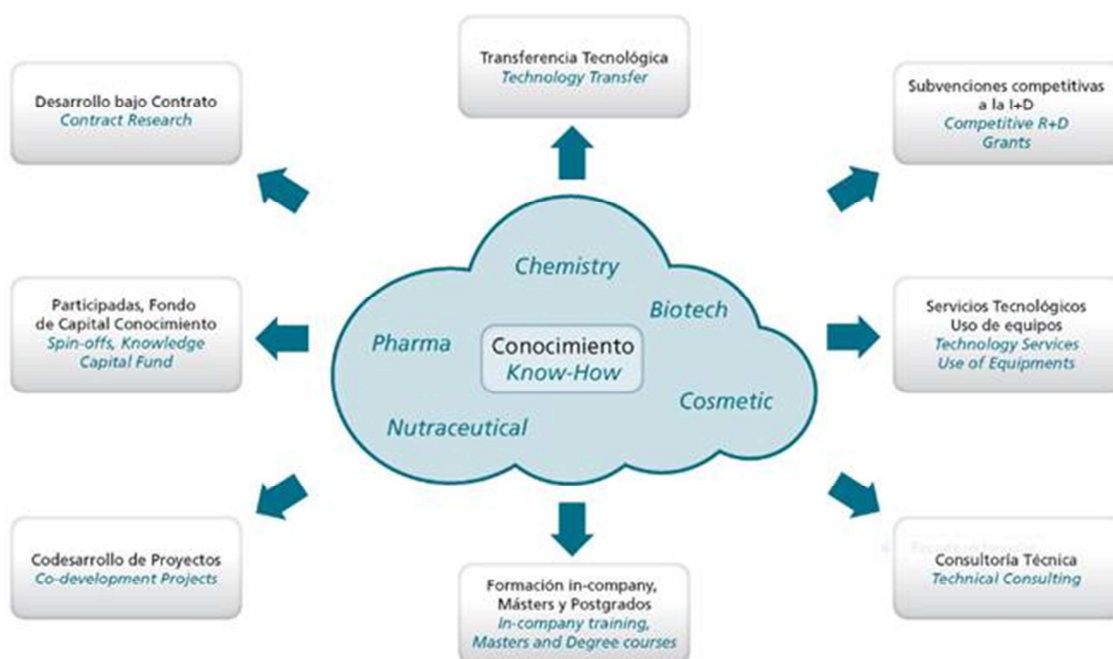 Transferencia Tecnológica
Technology Transfer
Desarrollo bajo Contrato
Contract Research
Subvenciones competitivas
a la I+D
Competitive R+D
Grants
Chemistry
Biotech
Pharma
Conocimiento
Know-How
Cosmetic
Nutraceutical
Participadas, Fondo
de Capital Conocimiento
Spin-offs, Knowledge
Capital Fund
Servicios Tecnológicos
Uso de equipos
Technology Services
Use of Equipments
Codesarrollo de Proyectos
Co-development Projects
Formación in-company,
Másters y Postgrados
In-company training,
Masters and Degree courses
Consultoría Técnica
Technical Consulting